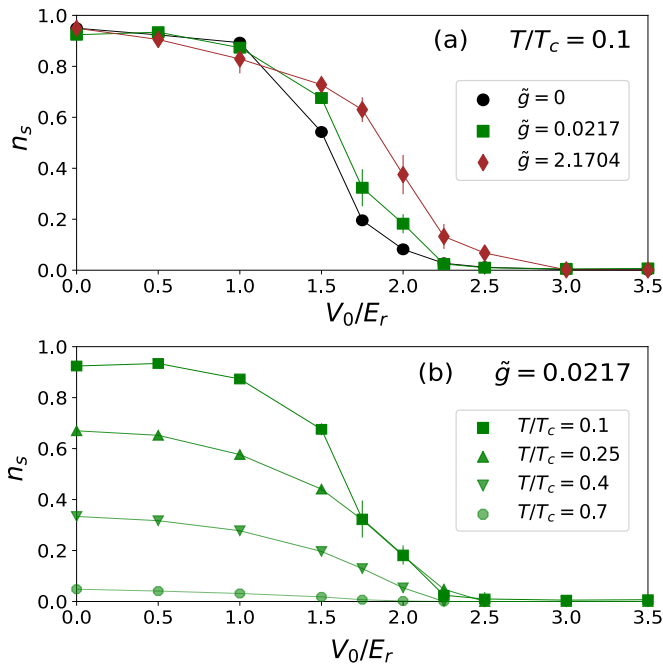 (a) T/T_c = 0.1
1.0
0.8
0.6
0.4
0.2
0.0
n_s
g̃ = 0
g̃ = 0.0217
g̃ = 2.1704
0.0 0.5 1.0 1.5 2.0 2.5 3.0 3.5
V_0/E_r
(b) g̃ = 0.0217
1.0
0.8
0.6
0.4
0.2
0.0
n_s
T/T_c = 0.1
T/T_c = 0.25
T/T_c = 0.4
T/T_c = 0.7
0.0 0.5 1.0 1.5 2.0 2.5 3.0 3.5
V_0/E_r